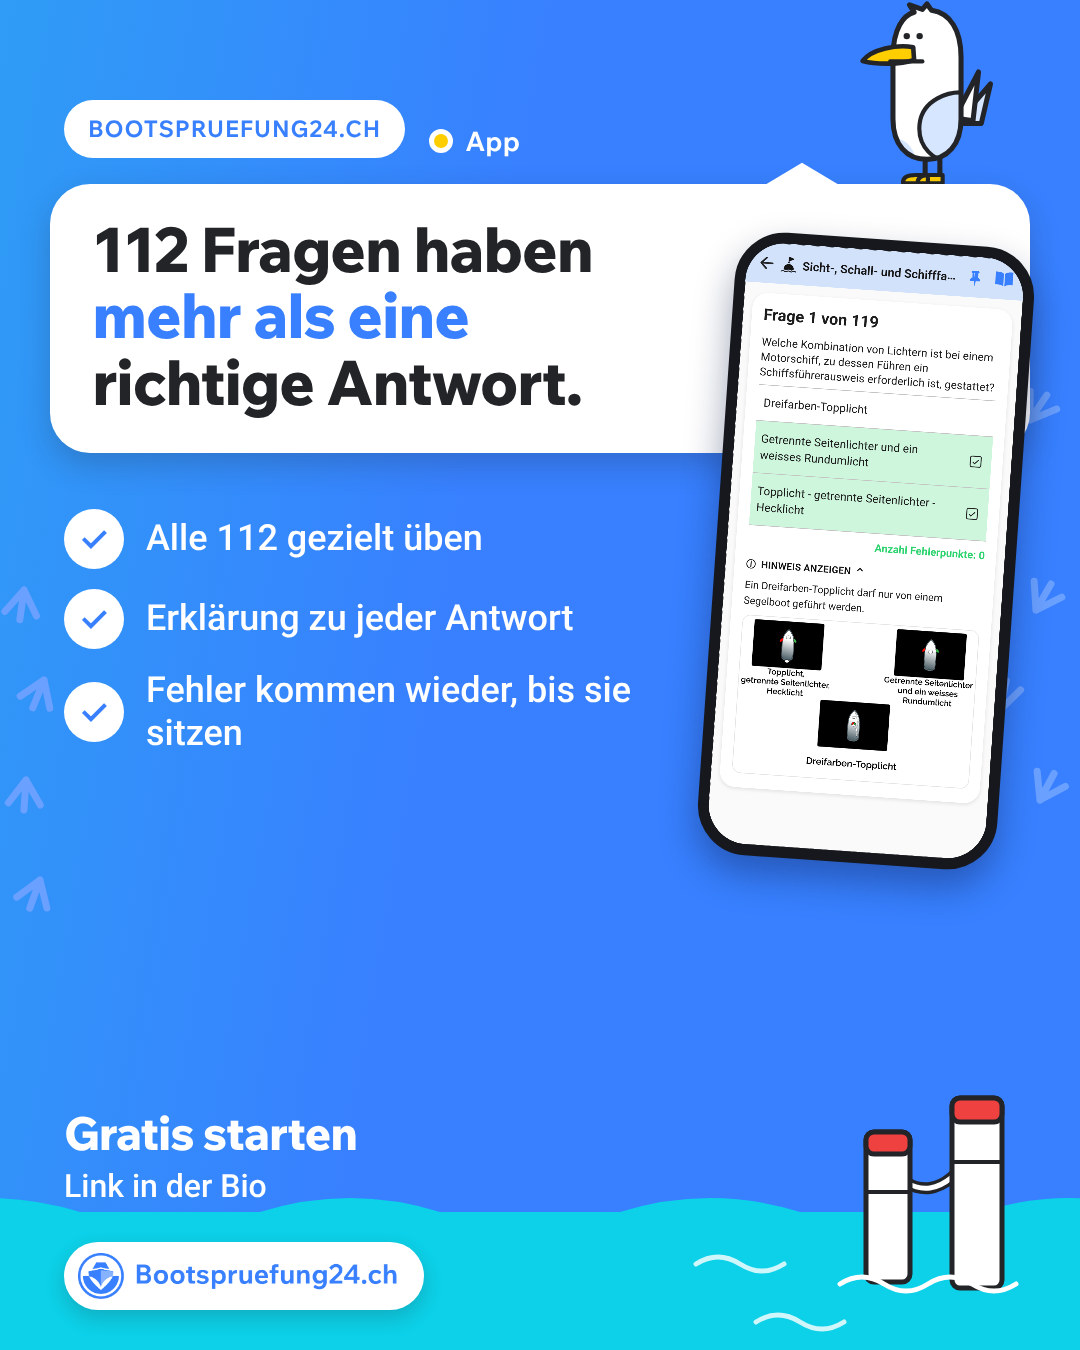 BOOTSPRUEFUNG24.CH
App
112 Fragen haben
mehr als eine
richtige Antwort.
Alle 112 gezielt üben
Erklärung zu jeder Antwort
Fehler kommen wieder, bis sie
sitzen
Sicht-, Schall- und Schifffa...
Frage 1 von 119
Welche Kombination von Lichtern ist bei einem
Motorschiff, zu dessen Führen ein
Schiffsführerausweis erforderlich ist, gestattet?
Dreifarben-Topplicht
Getrennte Seitenlichter und ein
weisses Rundumlicht
Topplicht - getrennte Seitenlichter -
Hecklicht
Anzahl Fehlerpunkte: 0
HINWEIS ANZEIGEN
Ein Dreifarben-Topplicht darf nur von einem
Segelboot geführt werden.
Topplicht,
getrennte Seitenlichter,
Hecklicht
Getrennte Seitenlichter
und ein weisses
Rundumlicht
Dreifarben-Topplicht
Gratis starten
Link in der Bio
Bootspruefung24.ch